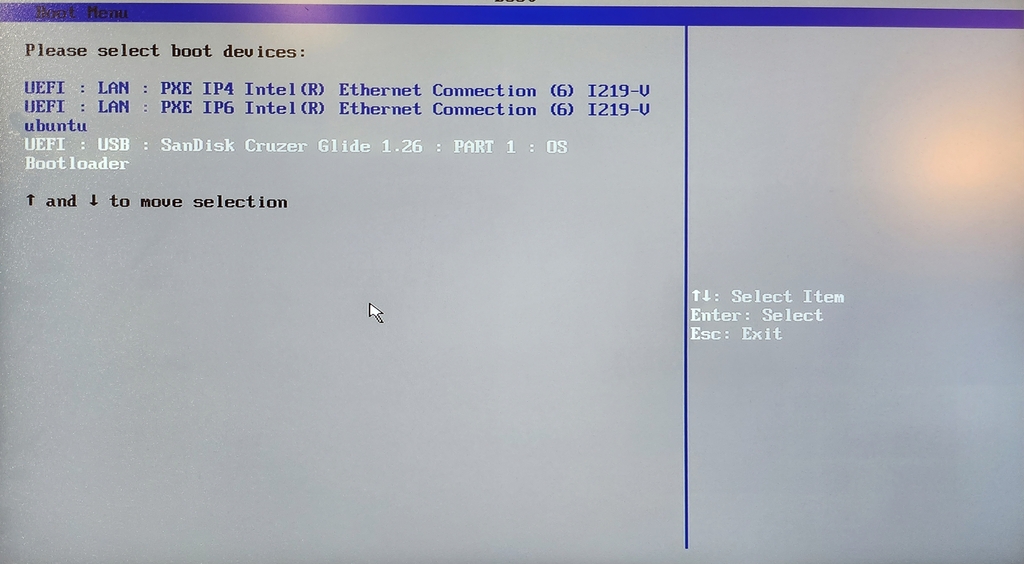 Boot Menu
Please select boot devices:
UEFI : LAN : PXE IP4 Intel(R) Ethernet Connection (6) I219-V
UEFI : LAN : PXE IP6 Intel(R) Ethernet Connection (6) I219-V
ubuntu
UEFI : USB : SanDisk Cruzer Glide 1.26 : PART 1 : OS
Bootloader
↑ and ↓ to move selection
↑↓: Select Item
Enter: Select
Esc: Exit